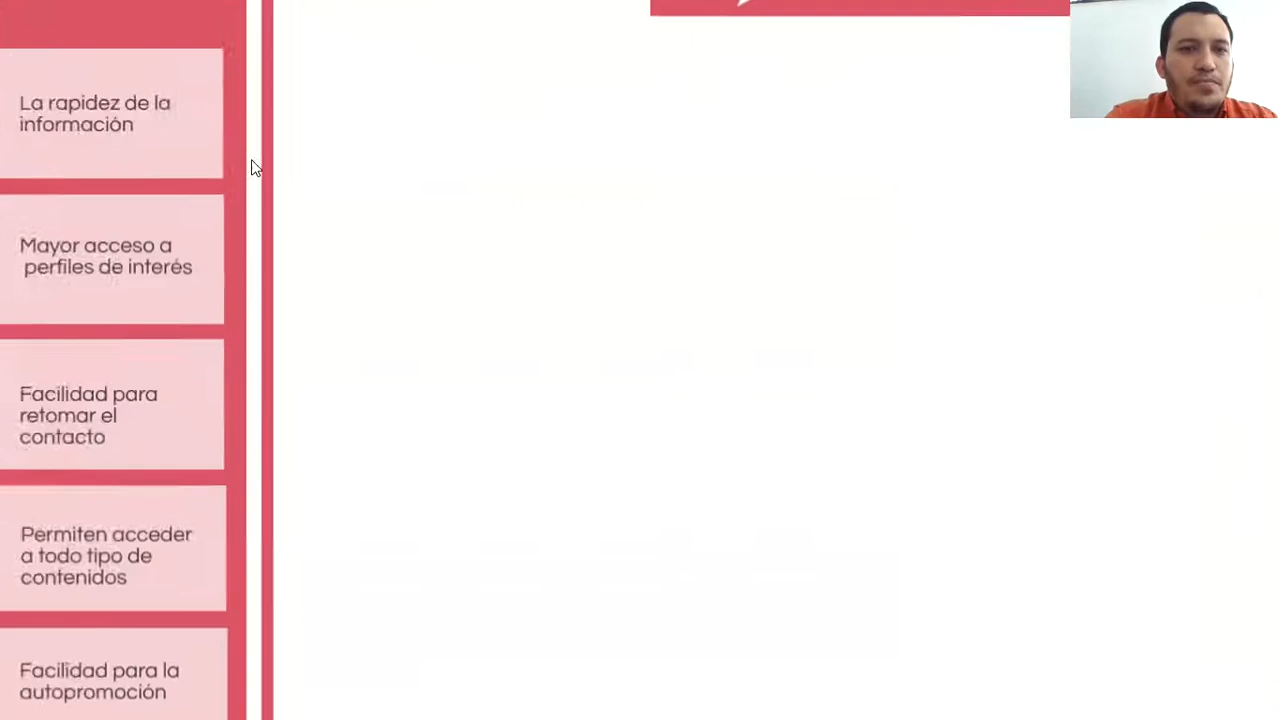 La rapidez de la
información
Mayor acceso a
perfiles de interés
Facilidad para
retomar el
contacto
Permiten acceder
a todo tipo de
contenidos
Facilidad para la
autopromoción